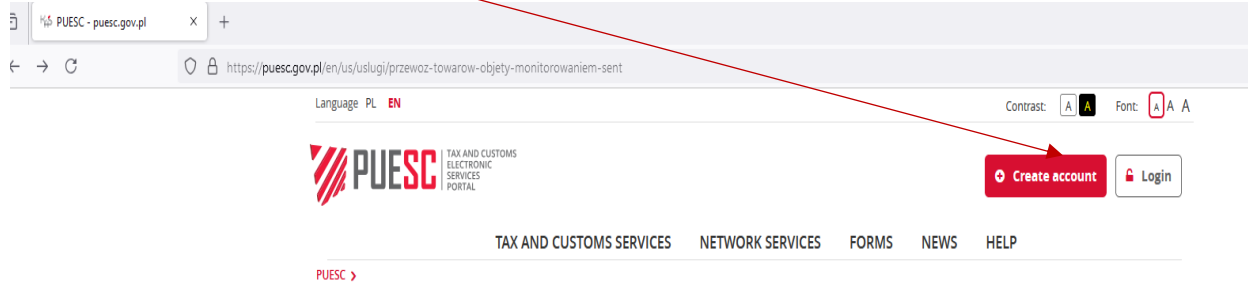 PUESC - puesc.gov.pl
https://puesc.gov.pl/en/us/uslugi/przewoz-towarow-objety-monitorowaniem-sent
Language PL EN
Contrast: A A Font: A A A
PUESC
TAX AND CUSTOMS
ELECTRONIC
SERVICES
PORTAL
Create account
Login
TAX AND CUSTOMS SERVICES NETWORK SERVICES FORMS NEWS HELP
PUESC